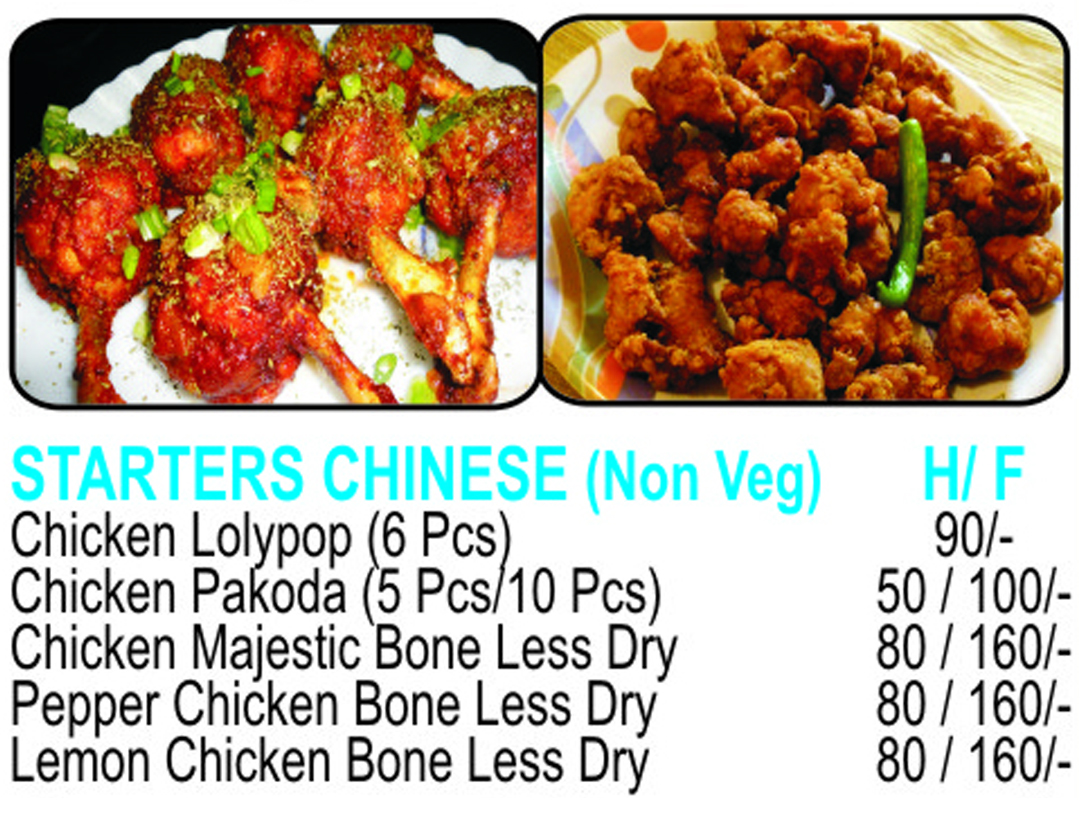 STARTERS CHINESE (Non Veg) H/ F
Chicken Lolypop (6 Pcs) 90/-
Chicken Pakoda (5 Pcs/10 Pcs) 50 / 100/-
Chicken Majestic Bone Less Dry 80 / 160/-
Pepper Chicken Bone Less Dry 80 / 160/-
Lemon Chicken Bone Less Dry 80 / 160/-